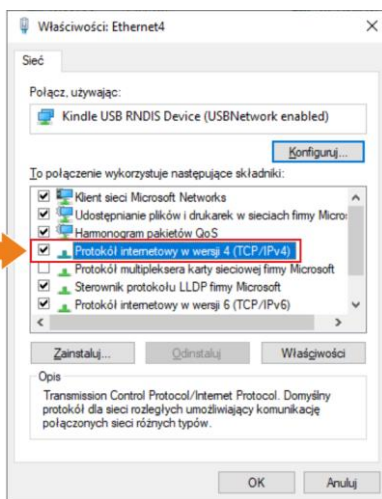 Właściwości: Ethernet4
Sieć
Połącz, używając:
Kindle USB RNDIS Device (USBNetwork enabled)
Konfiguruj...
To połączenie wykorzystuje następujące składniki:
Klient sieci Microsoft Networks
Udostępnianie plików i drukarek w sieciach firmy Micro
Harmonogram pakietów QoS
Protokół internetowy w wersji 4 (TCP/IPv4)
Protokół multipleksera karty sieciowej firmy Microsoft
Sterownik protokołu LLDP firmy Microsoft
Protokół internetowy w wersji 6 (TCP/IPv6)
Zainstaluj... Odinstaluj Właściwości
Opis
Transmission Control Protocol/Internet Protocol. Domyślny
protokół dla sieci rozległych umożliwiający komunikację
połączonych sieci różnych typów.
OK Anuluj